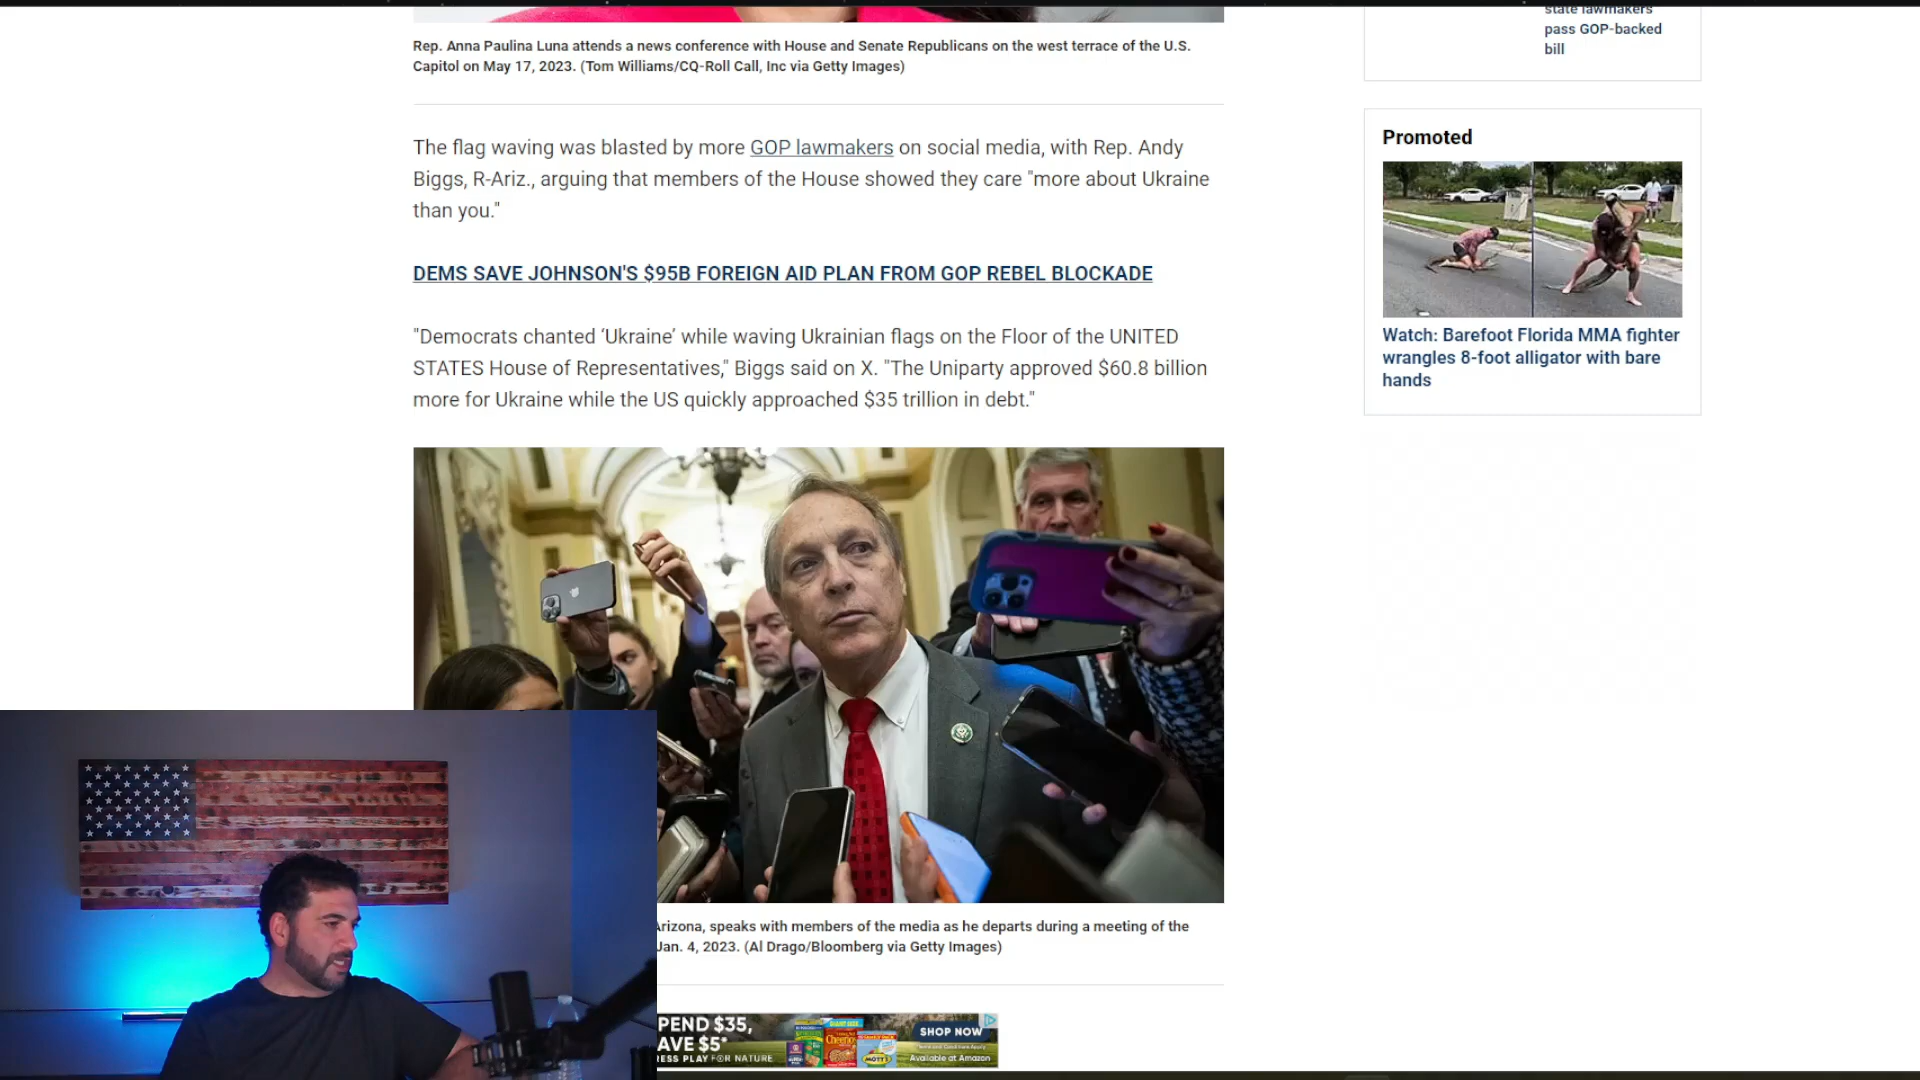 Rep. Anna Paulina Luna attends a news conference with House and Senate Republicans on the west terrace of the U.S.
Capitol on May 17, 2023. (Tom Williams/CQ-Roll Call, Inc via Getty Images)
The flag waving was blasted by more GOP lawmakers on social media, with Rep. Andy
Biggs, R-Ariz., arguing that members of the House showed they care "more about Ukraine
than you."
DEMS SAVE JOHNSON'S $95B FOREIGN AID PLAN FROM GOP REBEL BLOCKADE
"Democrats chanted ‘Ukraine’ while waving Ukrainian flags on the Floor of the UNITED
STATES House of Representatives," Biggs said on X. "The Uniparty approved $60.8 billion
more for Ukraine while the US quickly approached $35 trillion in debt."
Arizona, speaks with members of the media as he departs during a meeting of the
Jan. 4, 2023. (Al Drago/Bloomberg via Getty Images)
PEND $35,
AVE $5*
ESS PLAY FOR NATURE
Cheerios
MOTT'S
SHOP NOW
Available at Amazon
state lawmakers
pass GOP-backed
bill
Promoted
Watch: Barefoot Florida MMA fighter
wrangles 8-foot alligator with bare
hands